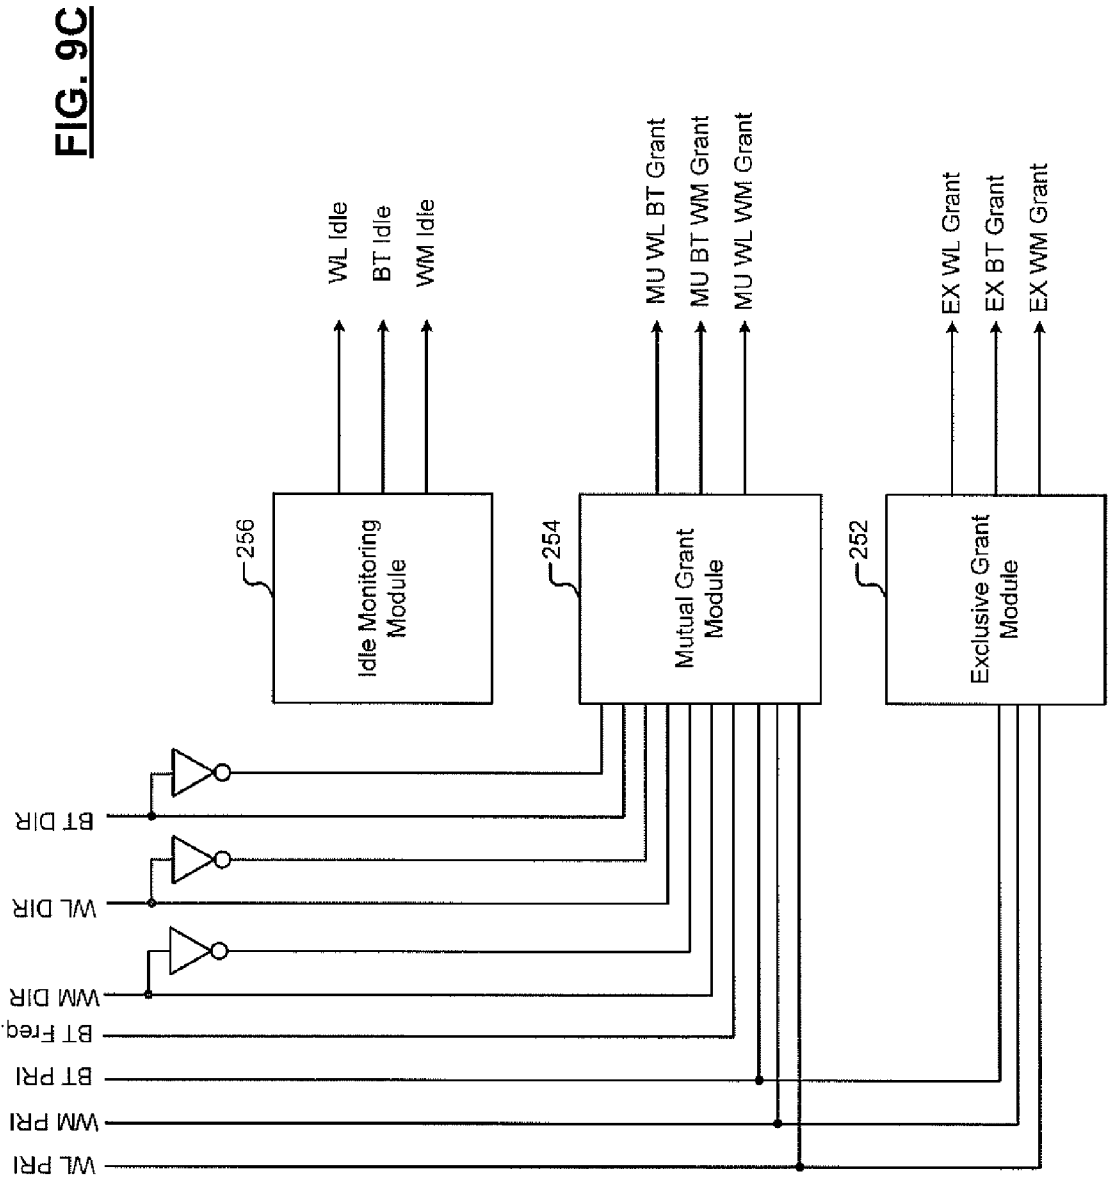 FIG. 9C
WL Idle
BT Idle
WM Idle
MU WL BT Grant
MU BT WM Grant
MU WL WM Grant
EX WL Grant
EX BT Grant
EX WM Grant
256
Idle Monitoring
Module
254
Mutual Grant
Module
252
Exclusive Grant
Module
BT DIR
WL DIR
WM DIR
BT Freq.
BT PRI
WM PRI
WL PRI